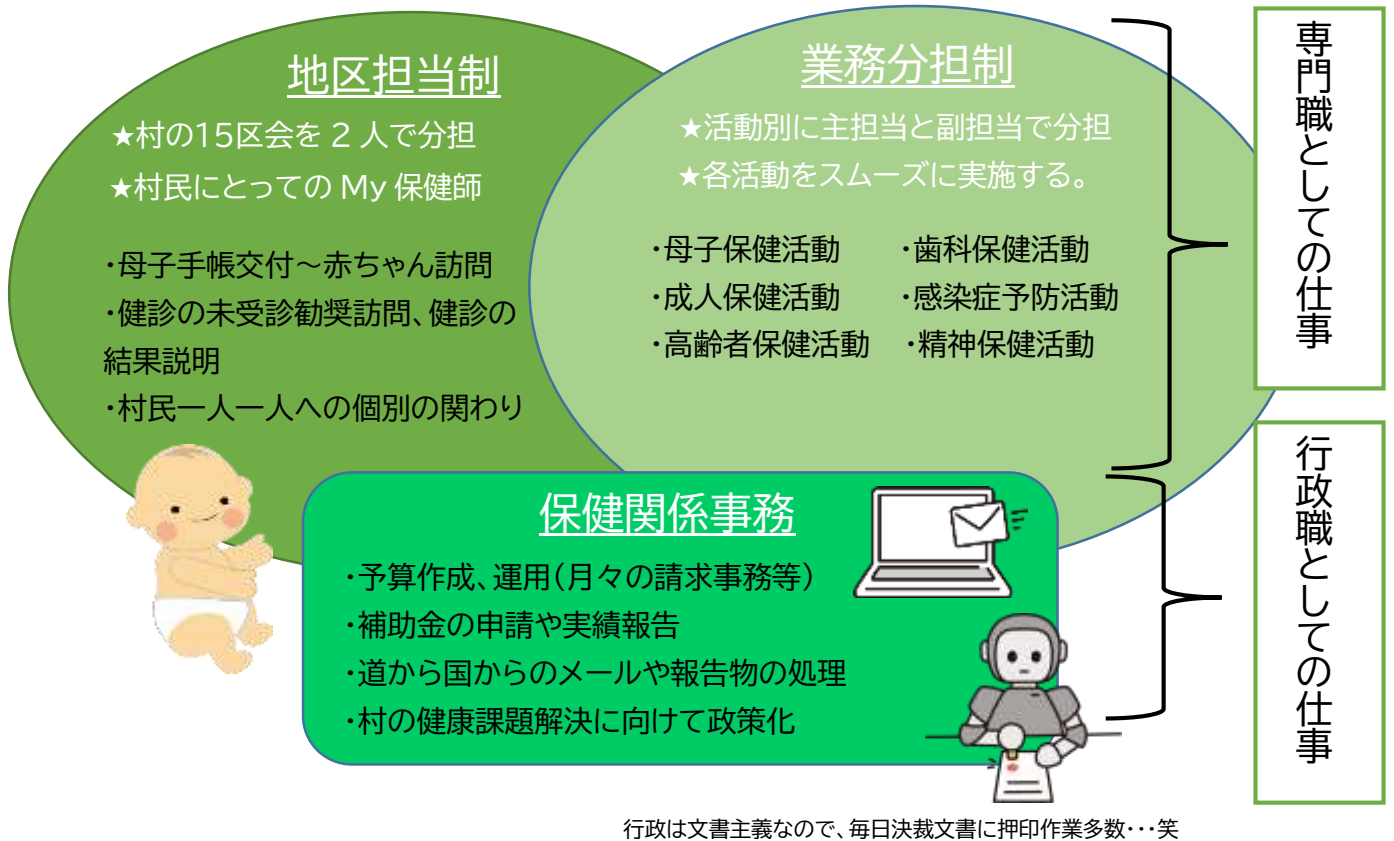 地区担当制
★村の15区会を 2 人で分担
★村民にとっての My 保健師
・母子手帳交付～赤ちゃん訪問
・健診の未受診勧奨訪問、健診の
結果説明
・村民一人一人への個別の関わり
業務分担制
★活動別に主担当と副担当で分担
★各活動をスムーズに実施する。
・母子保健活動 ・歯科保健活動
・成人保健活動 ・感染症予防活動
・高齢者保健活動 ・精神保健活動
専門職としての仕事
保健関係事務
・予算作成、運用(月々の請求事務等)
・補助金の申請や実績報告
・道から国からのメールや報告物の処理
・村の健康課題解決に向けて政策化
行政職としての仕事
行政は文書主義なので、毎日決裁文書に押印作業多数・・・笑